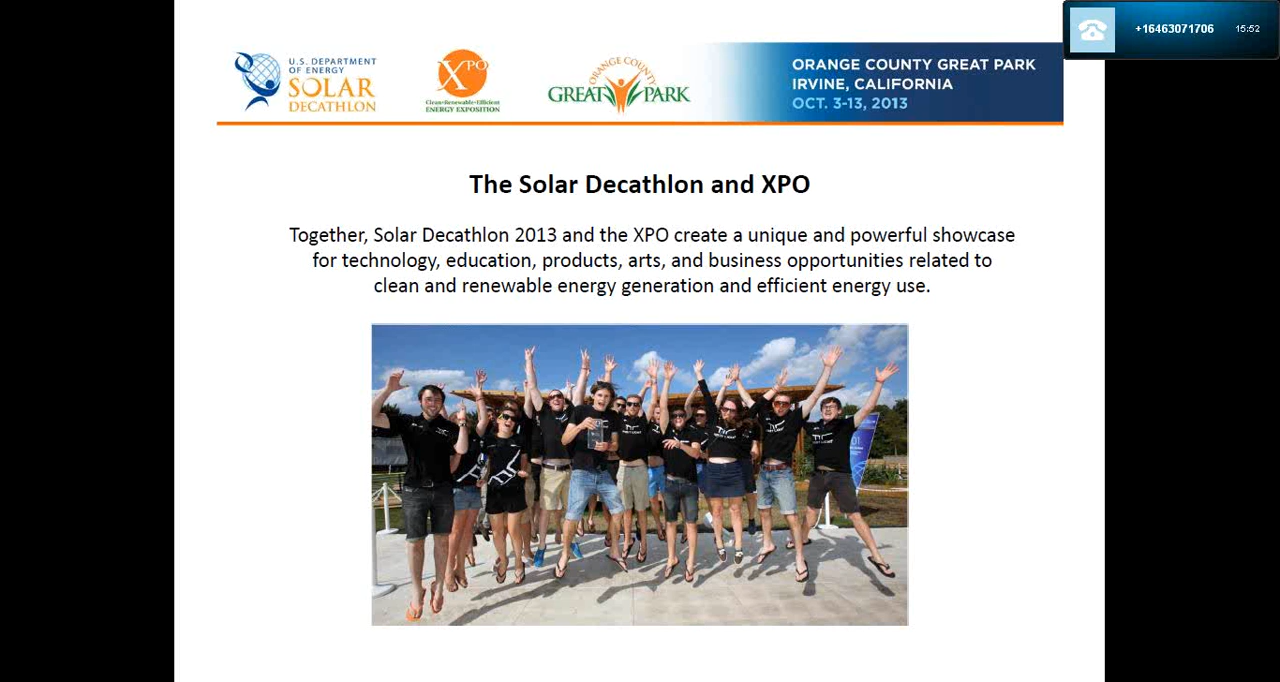 +16463071706 15:52
U.S. DEPARTMENT
OF ENERGY
SOLAR
DECATHLON
XPO
Clean•Renewable•Efficient
ENERGY EXPOSITION
ORANGE COUNTY
GREAT PARK
ORANGE COUNTY GREAT PARK
IRVINE, CALIFORNIA
OCT. 3-13, 2013
The Solar Decathlon and XPO
Together, Solar Decathlon 2013 and the XPO create a unique and powerful showcase
for technology, education, products, arts, and business opportunities related to
clean and renewable energy generation and efficient energy use.